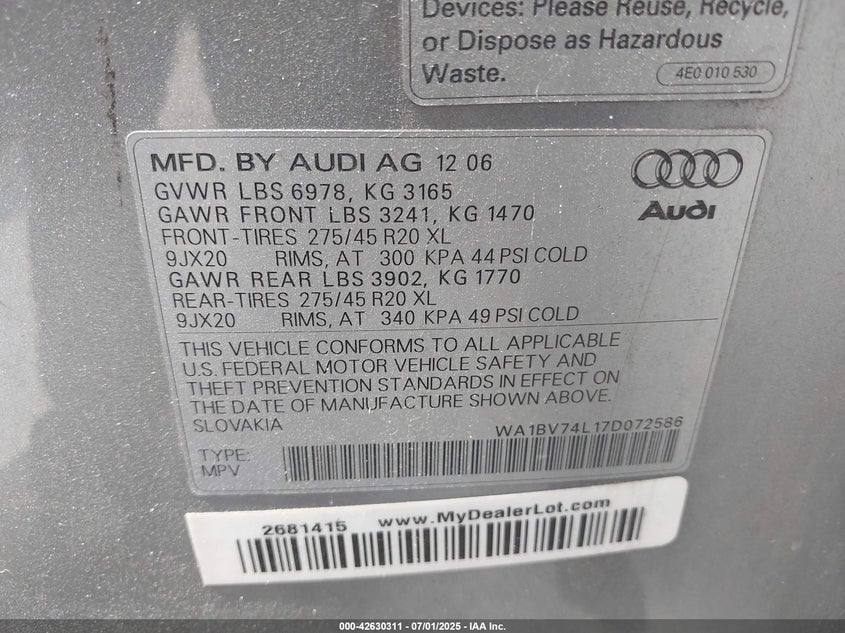 Devices: Please Reuse, Recycle,
or Dispose as Hazardous
Waste.
4E0 010 530
MFD. BY AUDI AG 12 06
GVWR LBS 6978, KG 3165
GAWR FRONT LBS 3241, KG 1470
FRONT-TIRES 275/45 R20 XL
9JX20 RIMS, AT 300 KPA 44 PSI COLD
GAWR REAR LBS 3902, KG 1770
REAR-TIRES 275/45 R20 XL
9JX20 RIMS, AT 340 KPA 49 PSI COLD
Audi
THIS VEHICLE CONFORMS TO ALL APPLICABLE
U.S. FEDERAL MOTOR VEHICLE SAFETY AND
THEFT PREVENTION STANDARDS IN EFFECT ON
THE DATE OF MANUFACTURE SHOWN ABOVE.
SLOVAKIA WA1BV74L17D072586
TYPE:
MPV
2681415 www.MyDealerLot.com
000-42630311 - 07/01/2025 - IAA Inc.